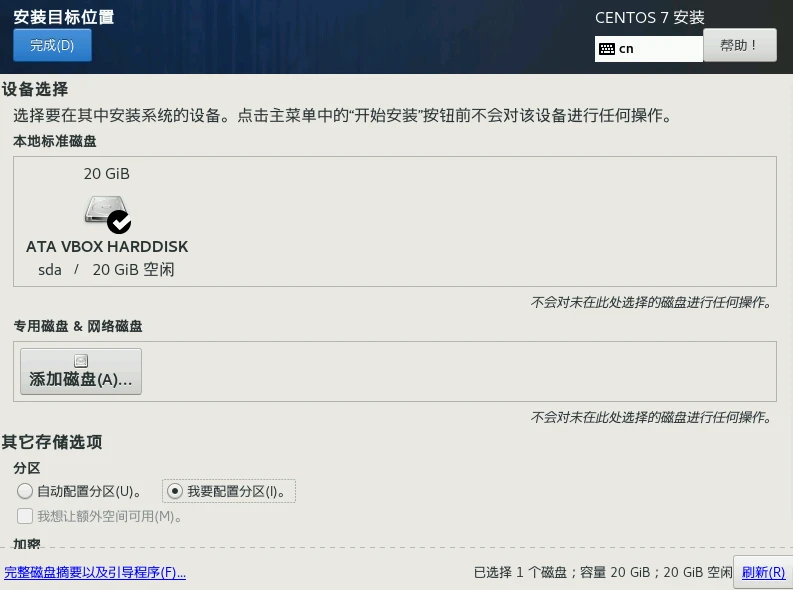 安装目标位置
CENTOS 7 安装
完成(D)
cn
帮助！
设备选择
选择要在其中安装系统的设备。点击主菜单中的“开始安装”按钮前不会对该设备进行任何操作。
本地标准磁盘
20 GiB
ATA VBOX HARDDISK
sda / 20 GiB 空闲
不会对未在此处选择的磁盘进行任何操作。
专用磁盘 & 网络磁盘
添加磁盘(A)...
不会对未在此处选择的磁盘进行任何操作。
其它存储选项
分区
自动配置分区(U)。 我要配置分区(I)。
我想让额外空间可用(M)。
加密
完整磁盘摘要以及引导程序(F)...
已选择 1 个磁盘；容量 20 GiB；20 GiB 空闲 刷新(R)